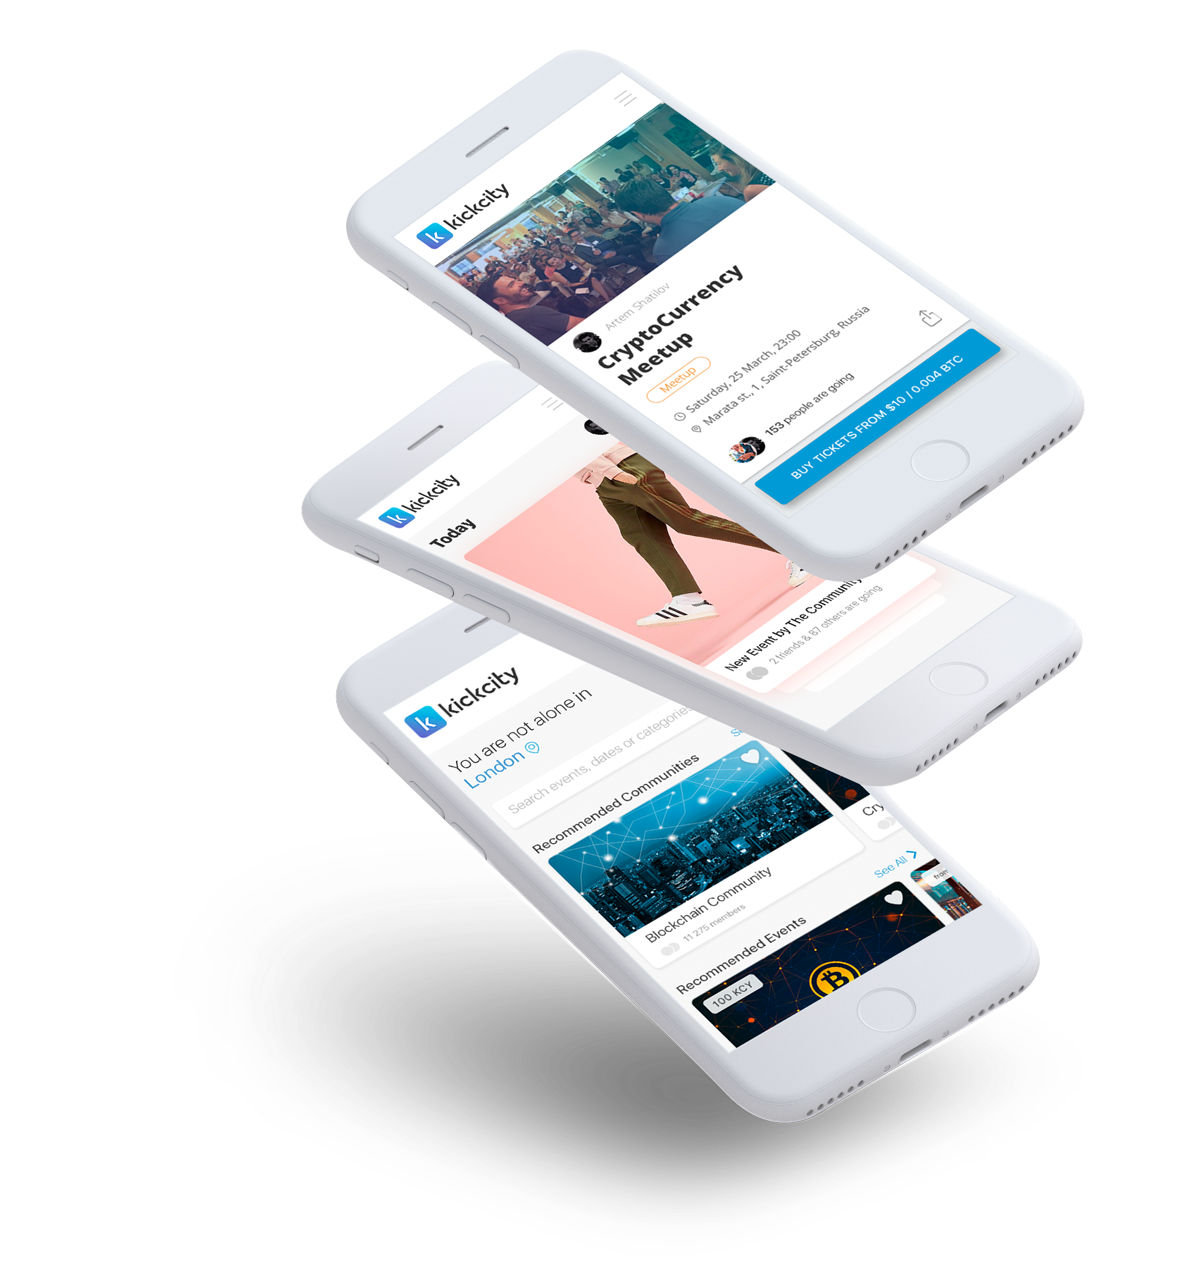 kickcity
Artem Shatilov
CryptoCurrency
Meetup
Meetup
Saturday, 25 March, 23:00
Marata st., 1, Saint-Petersburg, Russia
153 people are going
BUY TICKETS FROM $10 / 0.004 BTC
kickcity
Today
New Event by The Community
2 friends & 87 others are going
kickcity
You are not alone in
London
Search events, dates or categories
Recommended Communities
Blockchain Community
11 275 members
See All
Recommended Events
100 KCY
from